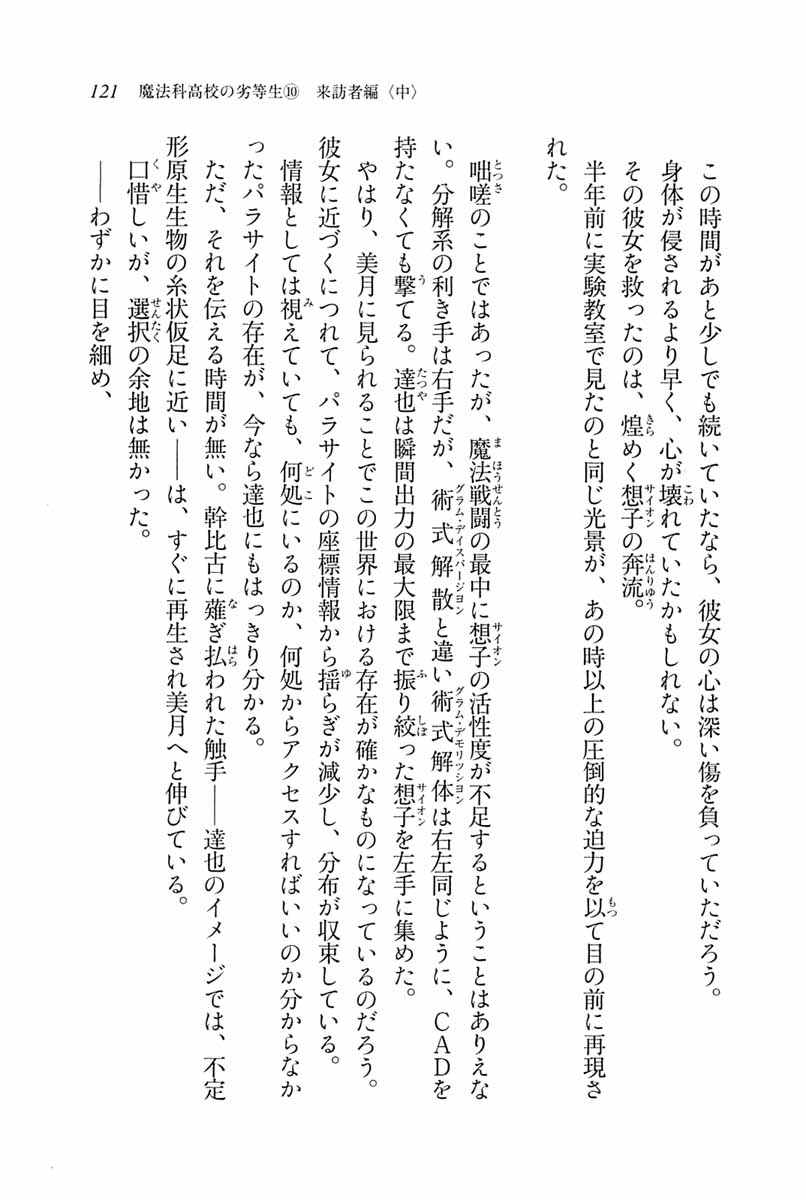 121　魔法科高校の劣等生⑩　来訪者編〈中〉
この時間があと少しでも続いていたなら、彼女の心は深い傷を負っていただろう。
身体が侵されるより早く、心が壊れていたかもしれない。
その彼女を救ったのは、煌めく想子の奔流。
半年前に実験教室で見たのと同じ光景が、あの時以上の圧倒的な迫力を以て目の前に再現さ
れた。
咄嗟のことではあったが、魔法戦闘の最中に想子の活性度が不足するということはありえな
い。分解系の利き手は右手だが、術式解散と違い術式解体は右左同じように、ＣＡＤを
持たなくても撃てる。達也は瞬間出力の最大限まで振り絞った想子を左手に集めた。
やはり、美月に見られることでこの世界における存在が確かなものになっているのだろう。
彼女に近づくにつれて、パラサイトの座標情報から揺らぎが減少し、分布が収束している。
情報としては視えていても、何処にいるのか、何処からアクセスすればいいのか分からなか
ったパラサイトの存在が、今なら達也にもはっきり分かる。
ただ、それを伝える時間が無い。幹比古に薙ぎ払われた触手――達也のイメージでは、不定
形原生生物の糸状仮足に近い――は、すぐに再生され美月へと伸びている。
口惜しいが、選択の余地は無かった。
――わずかに目を細め、